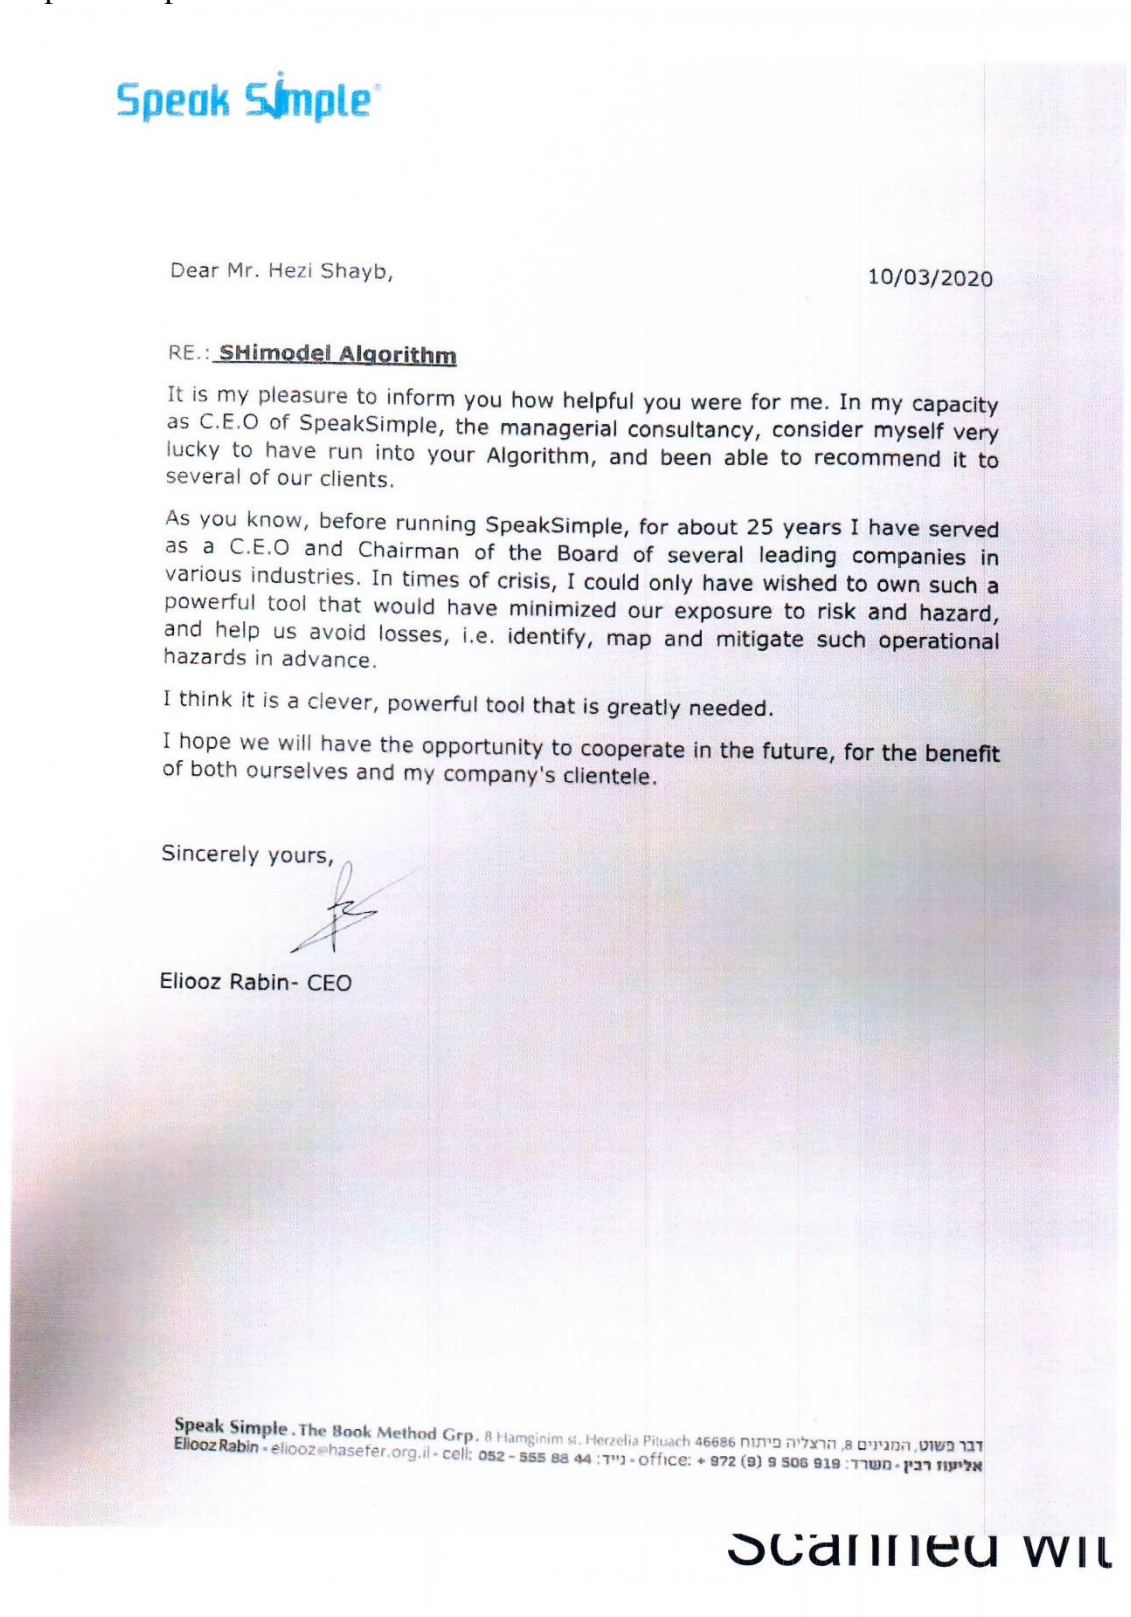 Speak Simple
Dear Mr. Hezi Shayb,
10/03/2020
RE.: SHimodel Algorithm
It is my pleasure to inform you how helpful you were for me. In my capacity
as C.E.O of SpeakSimple, the managerial consultancy, consider myself very
lucky to have run into your Algorithm, and been able to recommend it to
several of our clients.
As you know, before running SpeakSimple, for about 25 years I have served
as a C.E.O and Chairman of the Board of several leading companies in
various industries. In times of crisis, I could only have wished to own such a
powerful tool that would have minimized our exposure to risk and hazard,
and help us avoid losses, i.e. identify, map and mitigate such operational
hazards in advance.
I think it is a clever, powerful tool that is greatly needed.
I hope we will have the opportunity to cooperate in the future, for the benefit
of both ourselves and my company's clientele.
Sincerely yours,
Eliooz Rabin- CEO
Speak Simple . The Book Method Grp. 8 Hamginim st. Herzelia Pituach 46686 דבר פשוט, המגינים 8, הרצליה פיתוח
Eliooz Rabin - eliooz@hasefer.org.il - cell: 052 - 555 88 44 :נייד - office: + 972 (9) 9 506 919 :אליעוז רבין - משרד
Scanned wit